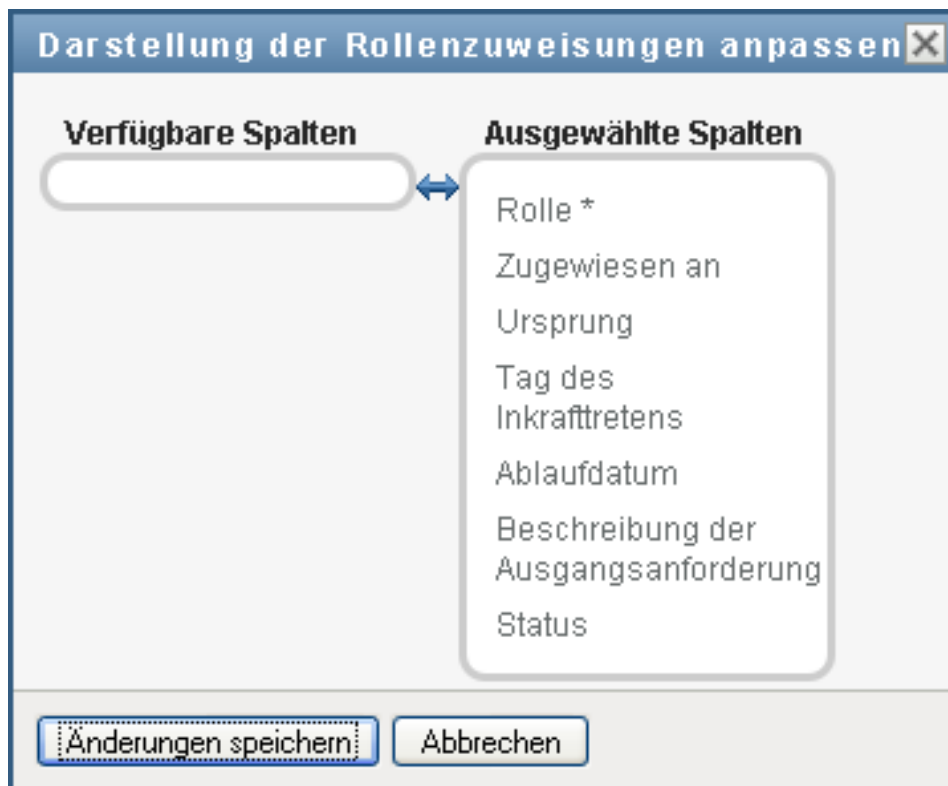 Darstellung der Rollenzuweisungen anpassen
Verfügbare Spalten
Ausgewählte Spalten
Rolle *
Zugewiesen an
Ursprung
Tag des
Inkrafttretens
Ablaufdatum
Beschreibung der
Ausgangsanforderung
Status
Änderungen speichern
Abbrechen